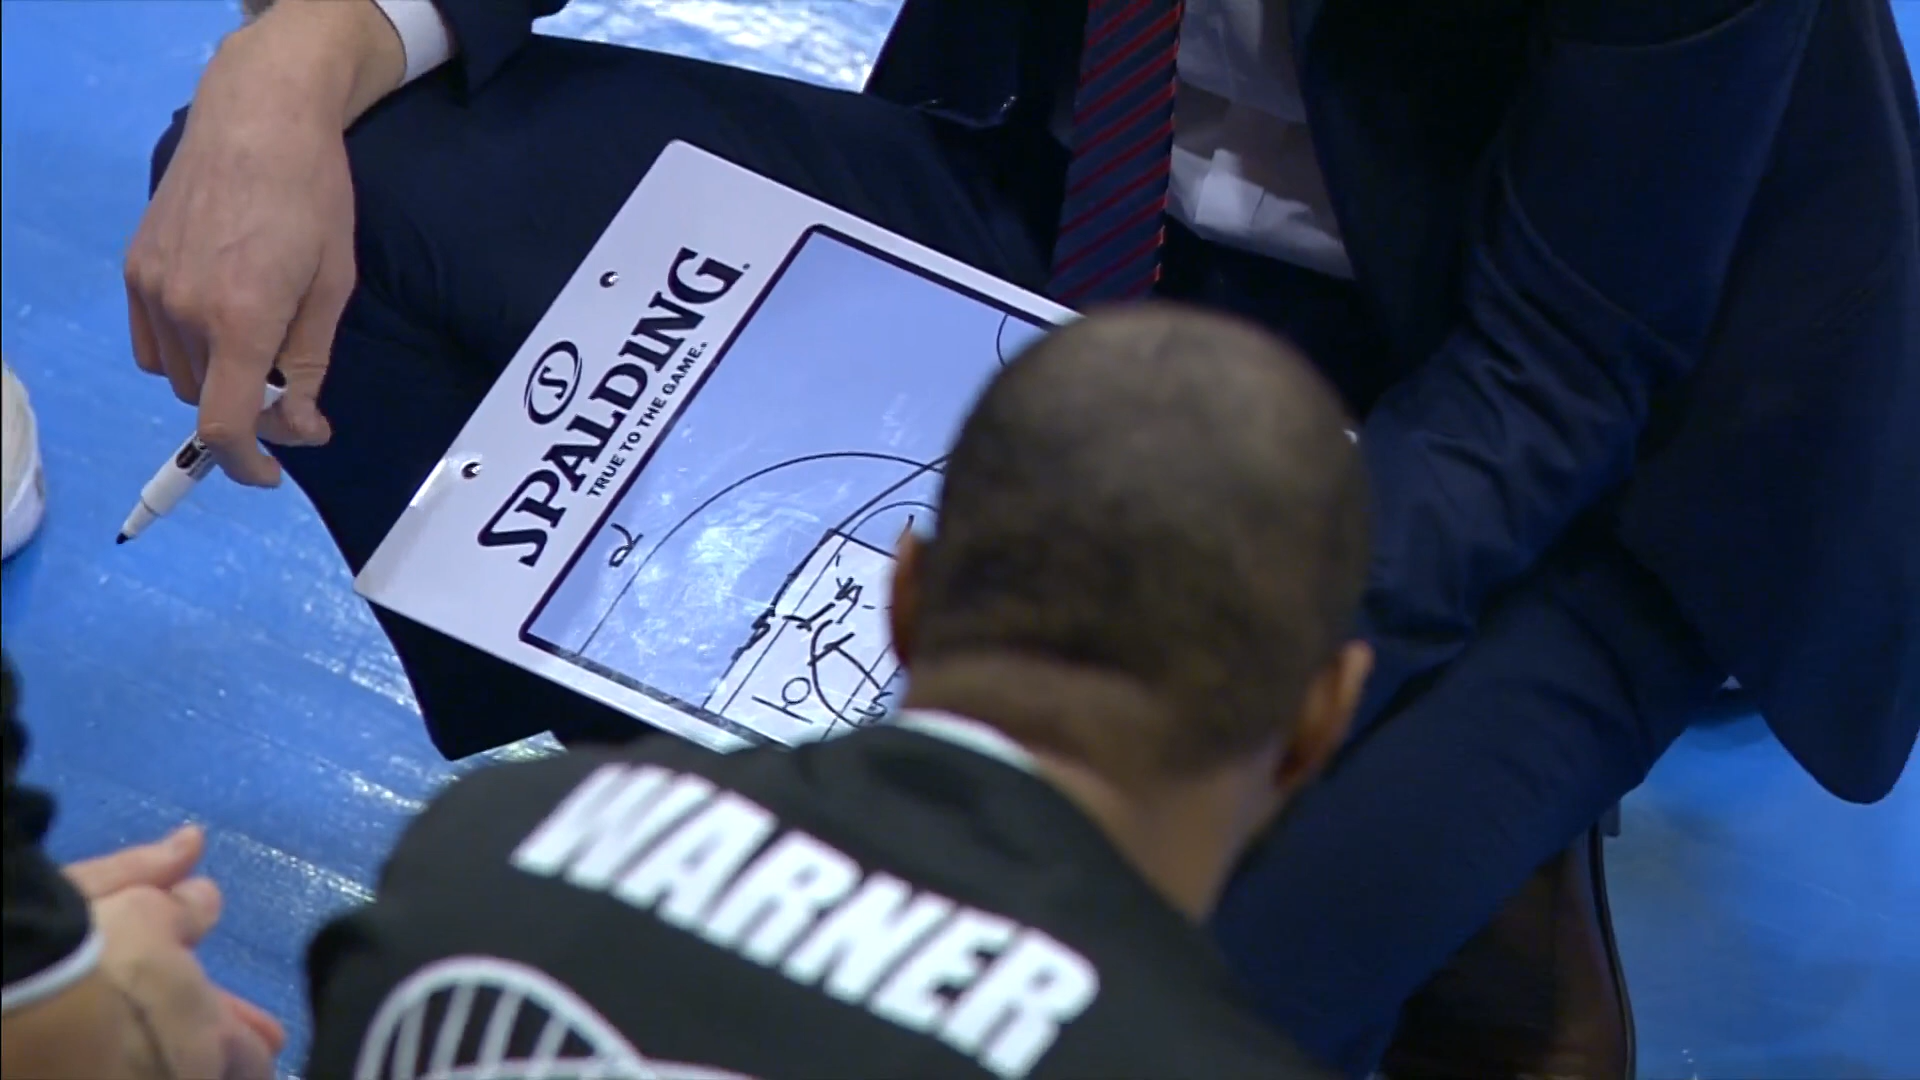 S
SPALDING
TRUE TO THE GAME.
WARNER